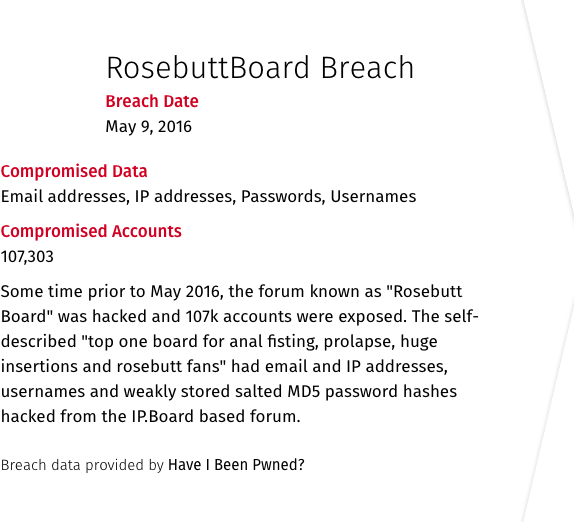 RosebuttBoard Breach
Breach Date
May 9, 2016
Compromised Data
Email addresses, IP addresses, Passwords, Usernames
Compromised Accounts
107,303
Some time prior to May 2016, the forum known as "Rosebutt
Board" was hacked and 107k accounts were exposed. The self-
described "top one board for anal fisting, prolapse, huge
insertions and rosebutt fans" had email and IP addresses,
usernames and weakly stored salted MD5 password hashes
hacked from the IP.Board based forum.
Breach data provided by Have I Been Pwned?